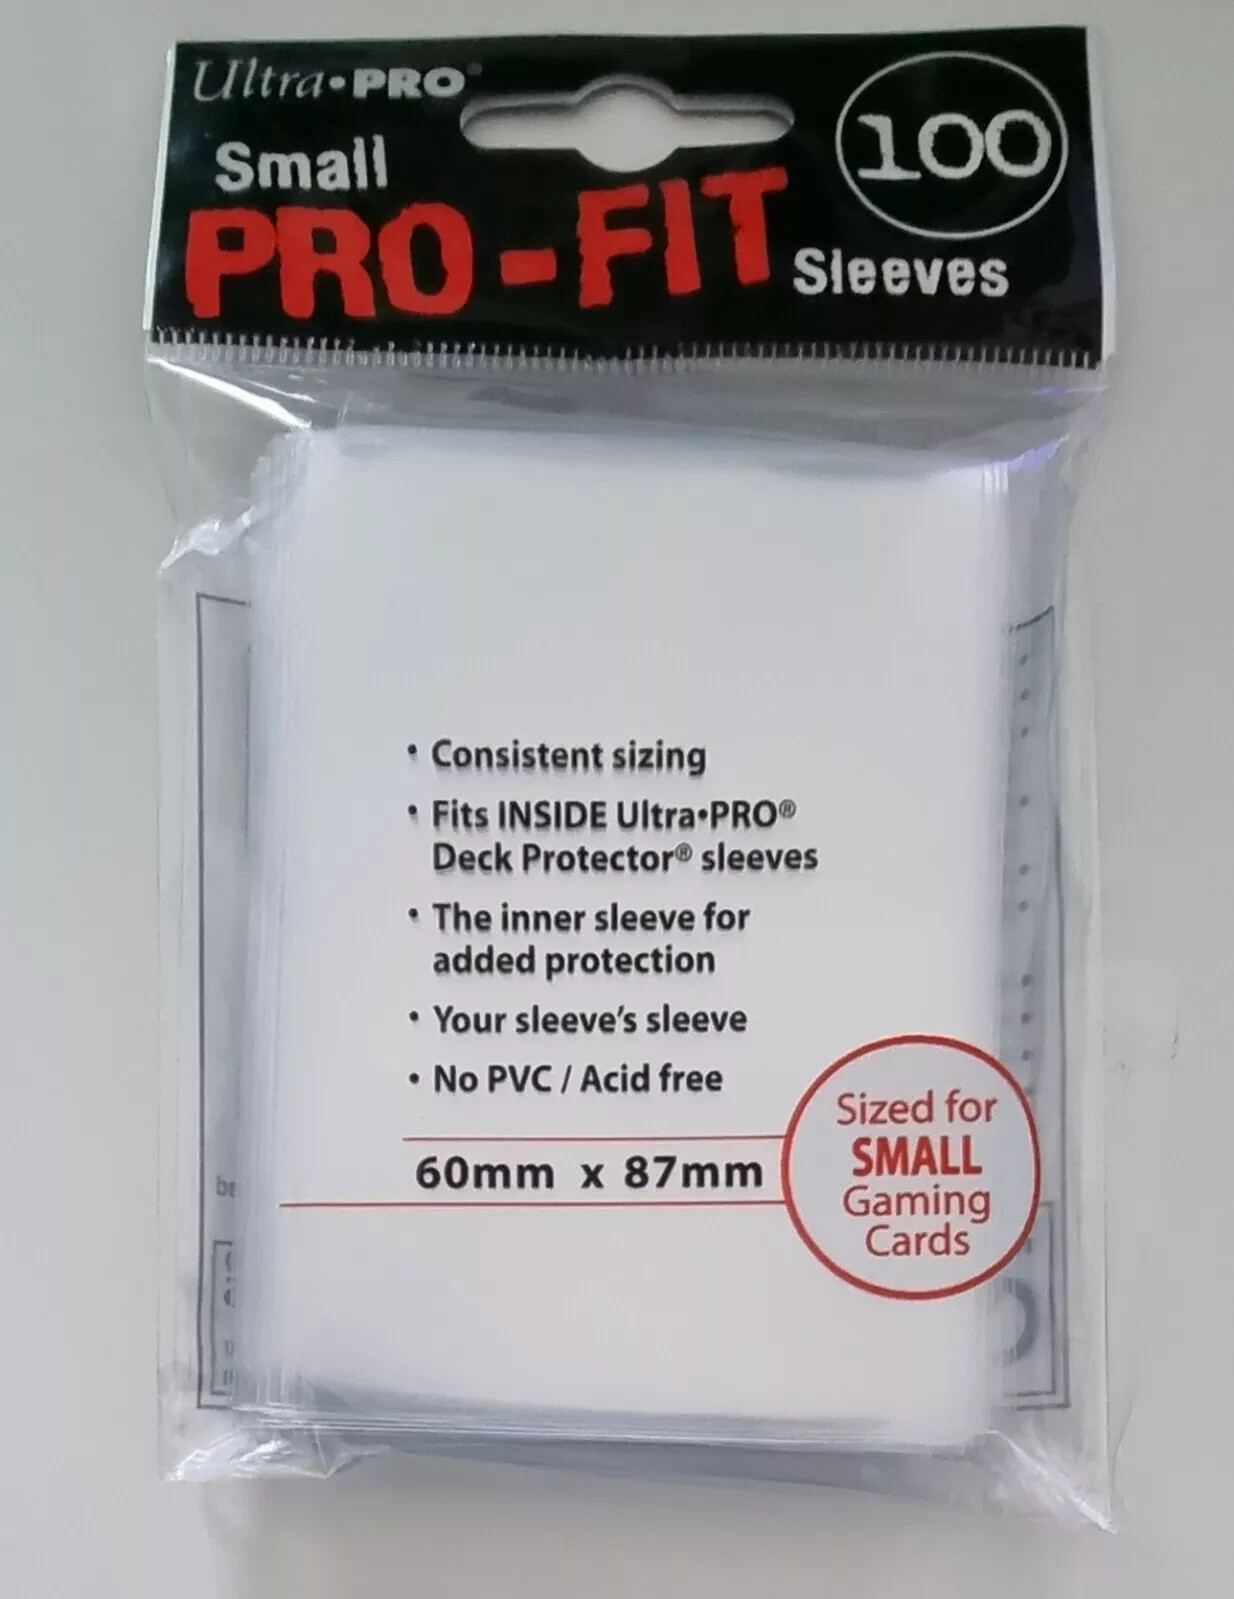 Ultra•PRO®
Small
PRO-FIT
Sleeves
100
• Consistent sizing
• Fits INSIDE Ultra•PRO®
Deck Protector® sleeves
• The inner sleeve for
added protection
• Your sleeve's sleeve
• No PVC / Acid free
60mm x 87mm
Sized for
SMALL
Gaming
Cards